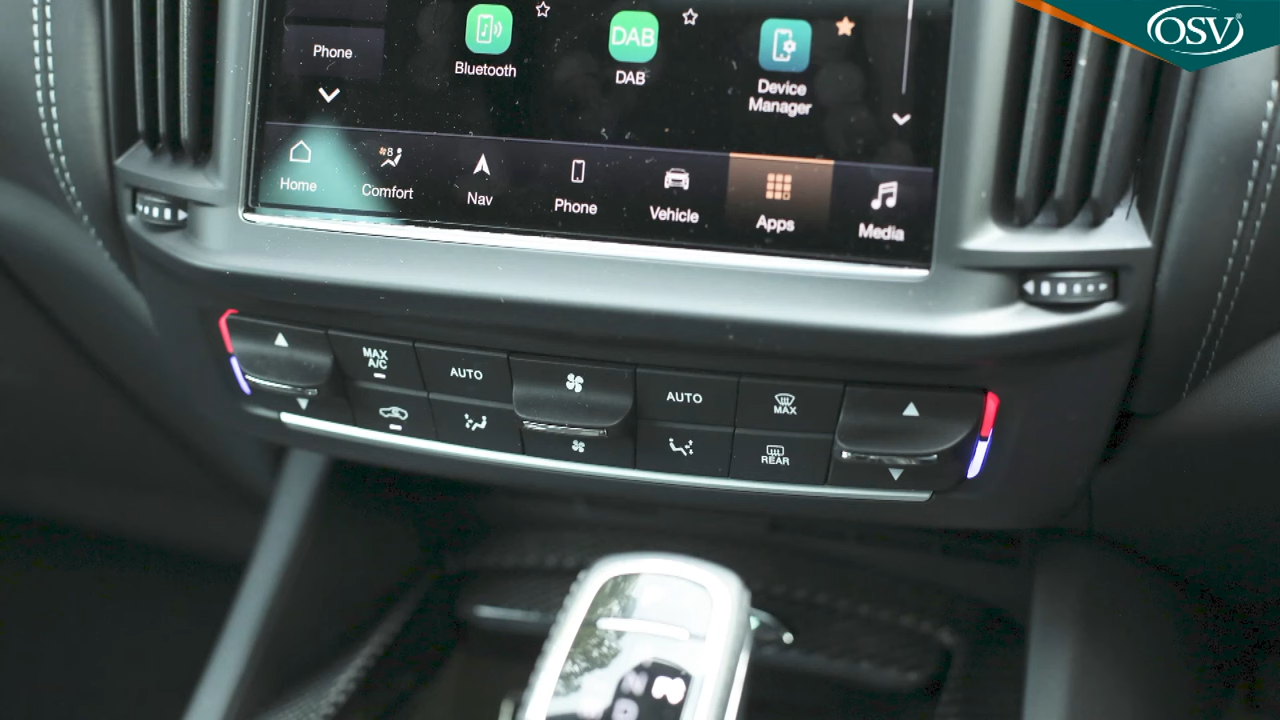 OSV
®
Phone
Bluetooth
DAB
DAB
Device
Manager
Home
Comfort
Nav
Phone
Vehicle
Apps
Media
MAX
A/C
AUTO
AUTO
MAX
REAR
N
D